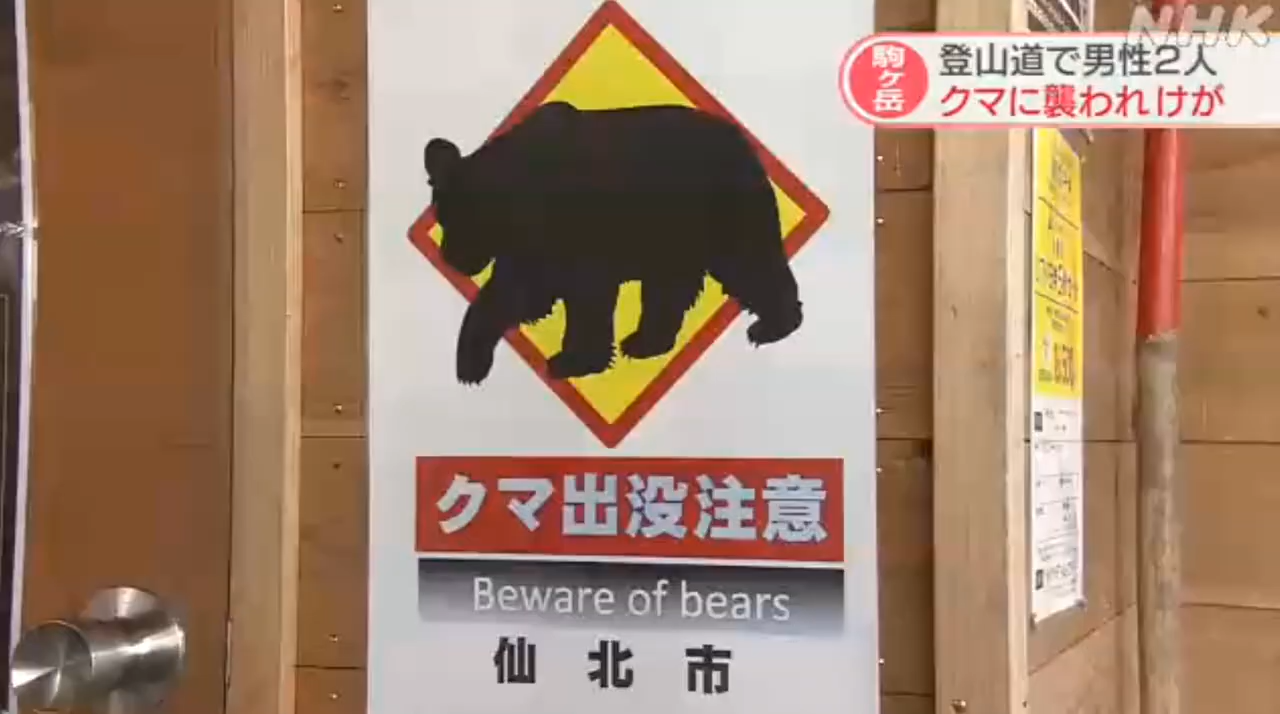 NHK
駒ヶ岳
登山道で男性2人
クマに襲われけが
クマ出没注意
Beware of bears
仙北市